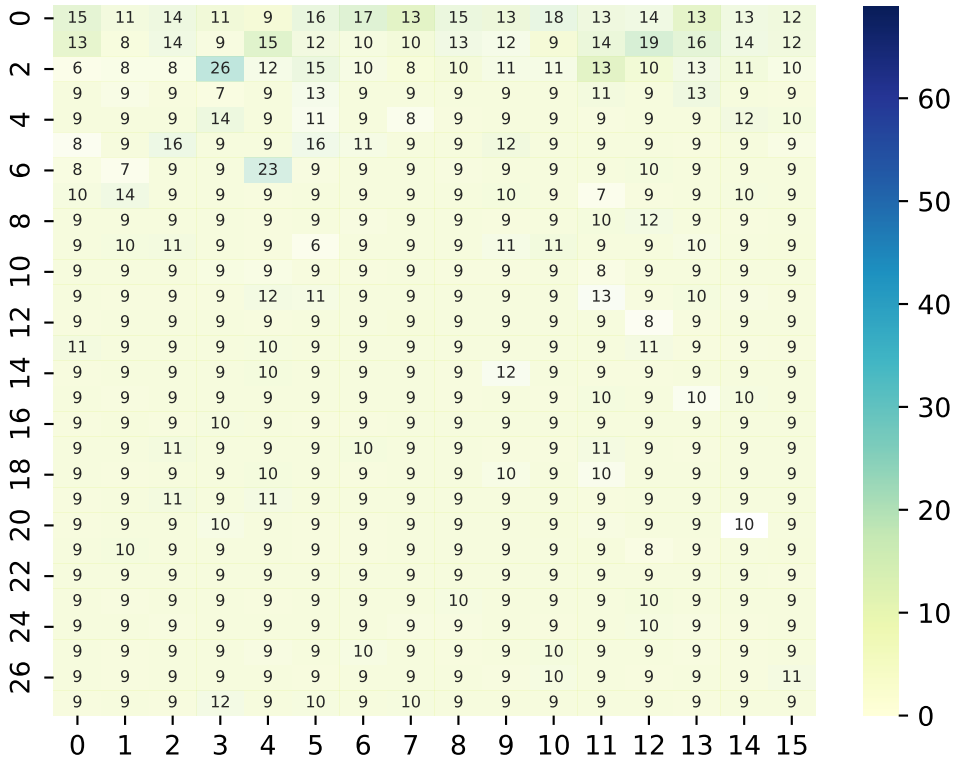 0 15 11 14 11 9 16 17 13 15 13 18 13 14 13 13 12
13 8 14 9 15 12 10 10 13 12 9 14 19 16 14 12
2 6 8 8 26 12 15 10 8 10 11 11 13 10 13 11 10
9 9 9 7 9 13 9 9 9 9 9 11 9 13 9 9
4 9 9 9 14 9 11 9 8 9 9 9 9 9 9 12 10
8 9 16 9 9 16 11 9 9 12 9 9 9 9 9 9
6 8 7 9 9 23 9 9 9 9 9 9 9 10 9 9 9
10 14 9 9 9 9 9 9 9 10 9 7 9 9 10 9
8 9 9 9 9 9 9 9 9 9 9 9 10 12 9 9 9
9 10 11 9 9 6 9 9 9 11 11 9 9 10 9 9
10 9 9 9 9 9 9 9 9 9 9 9 8 9 9 9 9
9 9 9 9 12 11 9 9 9 9 9 13 9 10 9 9
12 9 9 9 9 9 9 9 9 9 9 9 9 8 9 9 9
11 9 9 9 10 9 9 9 9 9 9 9 11 9 9 9
14 9 9 9 9 10 9 9 9 9 12 9 9 9 9 9 9
9 9 9 9 9 9 9 9 9 9 9 10 9 10 10 9
16 9 9 9 10 9 9 9 9 9 9 9 9 9 9 9 9
9 9 11 9 9 9 10 9 9 9 9 11 9 9 9 9
18 9 9 9 9 10 9 9 9 9 10 9 10 9 9 9 9
9 9 11 9 11 9 9 9 9 9 9 9 9 9 9 9
20 9 9 9 10 9 9 9 9 9 9 9 9 9 9 10 9
9 10 9 9 9 9 9 9 9 9 9 9 8 9 9 9
22 9 9 9 9 9 9 9 9 9 9 9 9 9 9 9 9
9 9 9 9 9 9 9 9 10 9 9 9 10 9 9 9
24 9 9 9 9 9 9 9 9 9 9 9 9 10 9 9 9
9 9 9 9 9 9 10 9 9 9 10 9 9 9 9 9
26 9 9 9 9 9 9 9 9 9 9 10 9 9 9 9 11
9 9 9 12 9 10 9 10 9 9 9 9 9 9 9 9
0 1 2 3 4 5 6 7 8 9 10 11 12 13 14 15
60
50
40
30
20
10
0